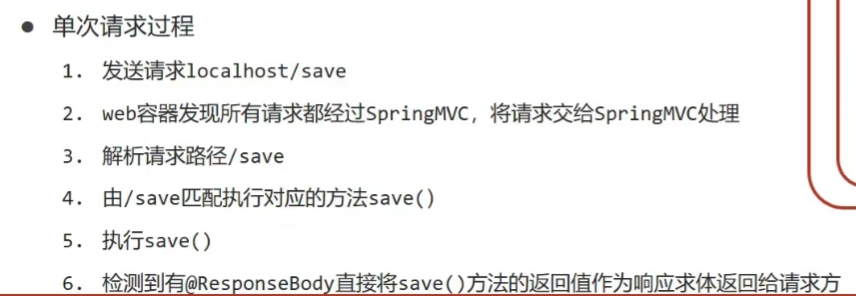 ● 单次请求过程
1. 发送请求localhost/save
2. web容器发现所有请求都经过SpringMVC，将请求交给SpringMVC处理
3. 解析请求路径/save
4. 由/save匹配执行对应的方法save()
5. 执行save()
6. 检测到有@ResponseBody直接将save()方法的返回值作为响应求体返回给请求方